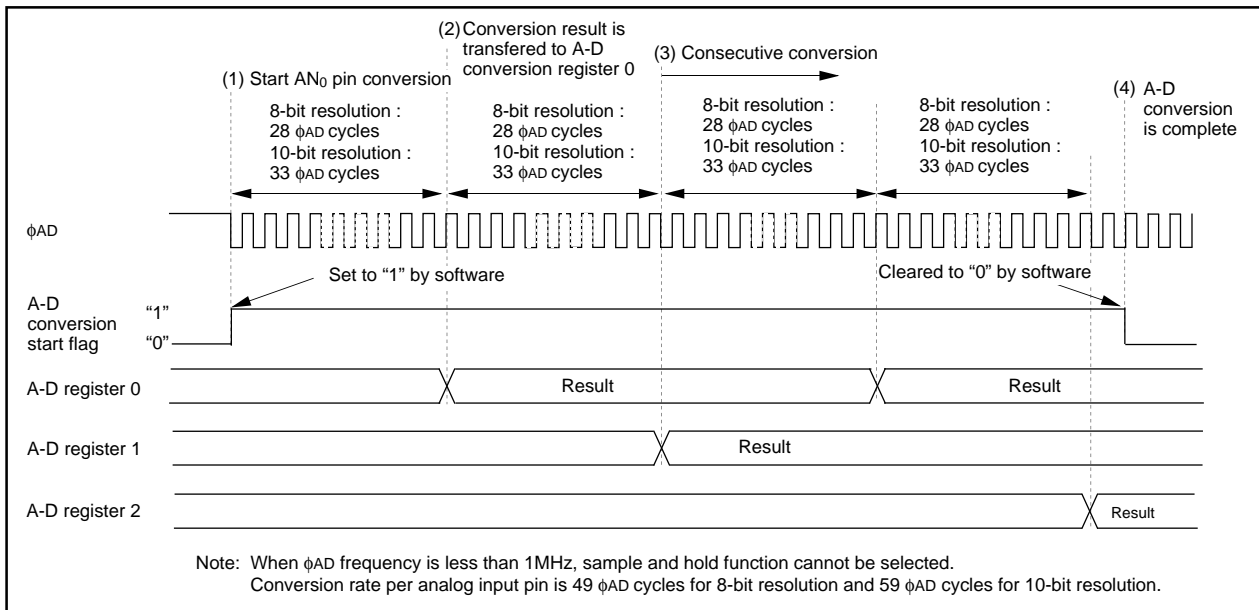 (2) Conversion result is
transfered to A-D
conversion register 0
(3) Consecutive conversion
(1) Start AN0 pin conversion
(4) A-D
conversion
is complete
8-bit resolution :
28 ϕAD cycles
10-bit resolution :
33 ϕAD cycles
8-bit resolution :
28 ϕAD cycles
10-bit resolution :
33 ϕAD cycles
8-bit resolution :
28 ϕAD cycles
10-bit resolution :
33 ϕAD cycles
8-bit resolution :
28 ϕAD cycles
10-bit resolution :
33 ϕAD cycles
ϕAD
Set to “1” by software
Cleared to “0” by software
A-D
conversion
start flag
“1”
“0”
A-D register 0
Result
Result
A-D register 1
Result
A-D register 2
Result
Note: When ϕAD frequency is less than 1MHz, sample and hold function cannot be selected.
Conversion rate per analog input pin is 49 ϕAD cycles for 8-bit resolution and 59 ϕAD cycles for 10-bit resolution.